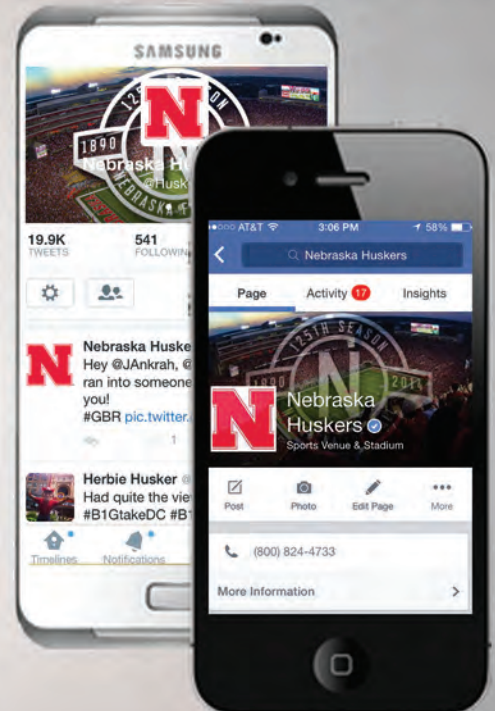 SAMSUNG
125TH SEASON
1890
N
NEBRASKA
Nebraska
@Husk
19.9K
TWEETS
541
FOLLOWIN
N
Nebraska Huske
Hey @JAnkrah, @
ran into someone
you!
#GBR pic.twitter.
1
Herbie Husker @
Had quite the vie
#B1GtakeDC #B1
Timelines
Notifications
AT&T
3:06 PM
58%
Nebraska Huskers
Page
Activity 17
Insights
125TH SEASON
1890
N
N
Nebraska
Huskers
Sports Venue & Stadium
Post
Photo
Edit Page
More
(800) 824-4733
More Information